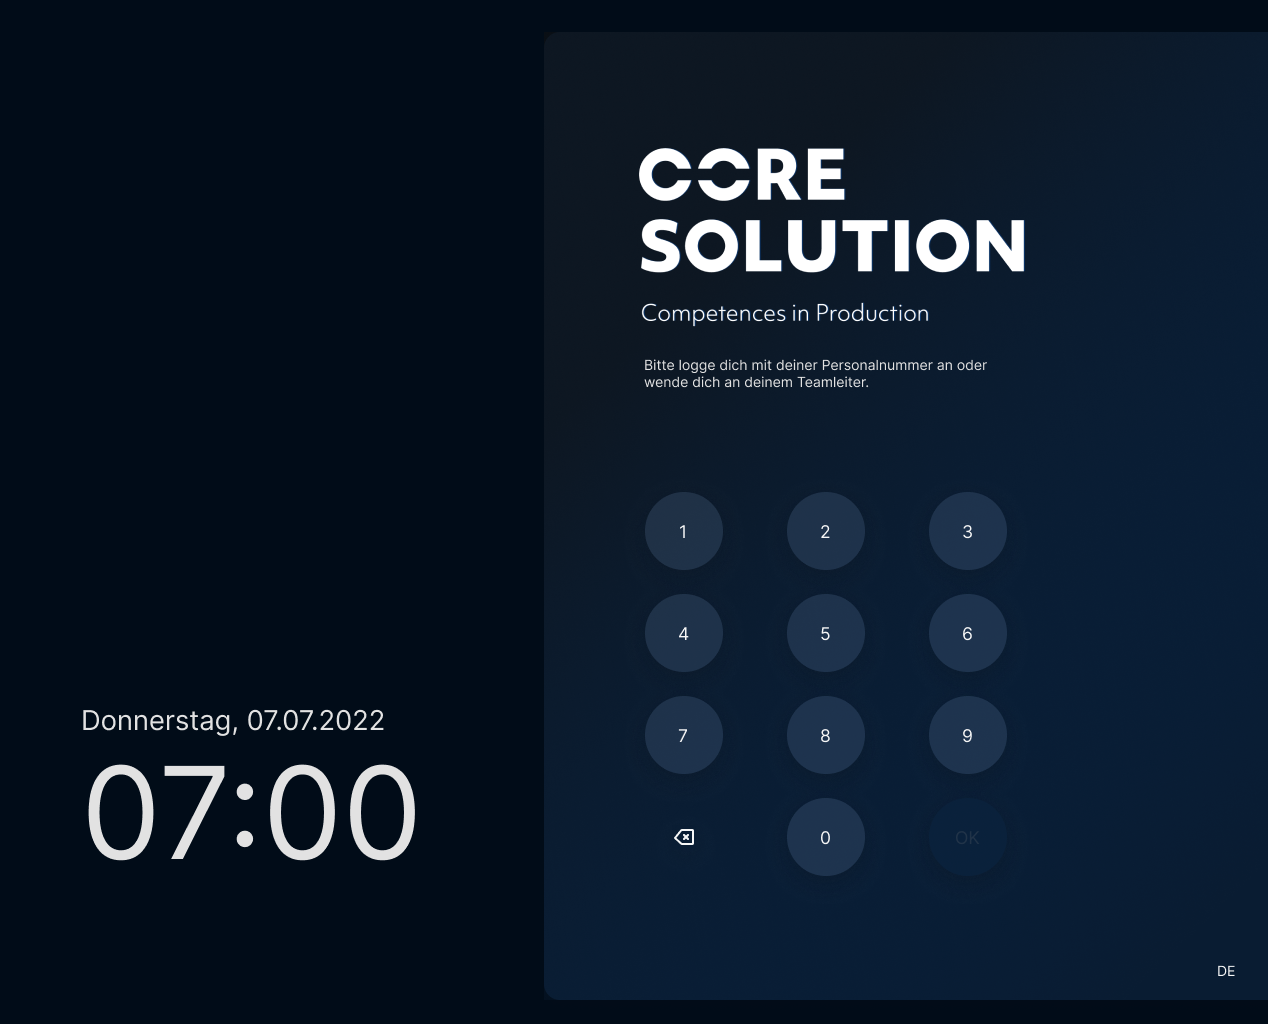 CORE
SOLUTION
Competences in Production
Bitte logge dich mit deiner Personalnummer an oder
wende dich an deinem Teamleiter.
1 2 3
4 5 6
7 8 9
0 OK
Donnerstag, 07.07.2022
07:00
DE